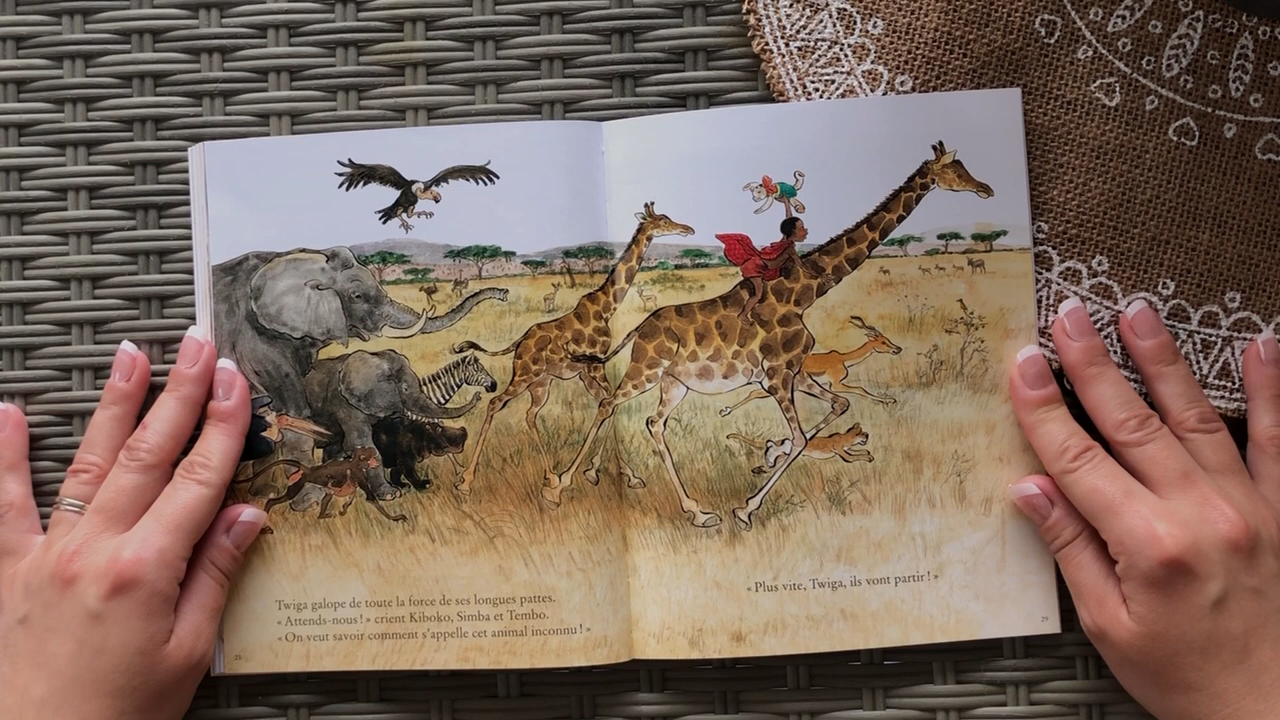 Twiga galope de toute la force de ses longues pattes.
« Attends-nous ! » crient Kiboko, Simba et Tembo.
« On veut savoir comment s'appelle cet animal inconnu ! »
« Plus vite, Twiga, ils vont partir ! »
29